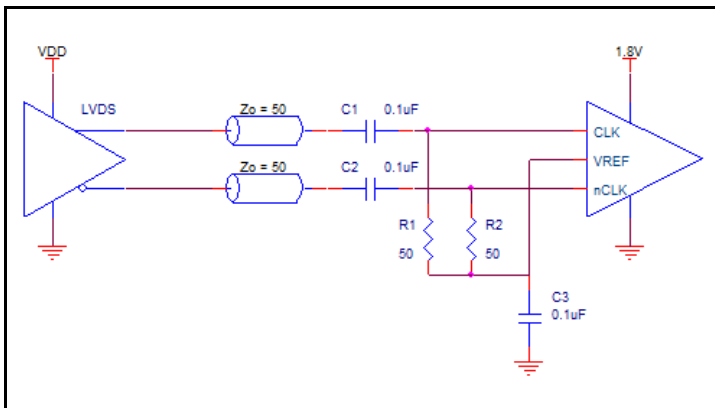 VDD
1.8V
LVDS
Zo = 50
C1
0.1uF
CLK
Zo = 50
C2
0.1uF
VREF
nCLK
R1
R2
50
50
C3
0.1uF